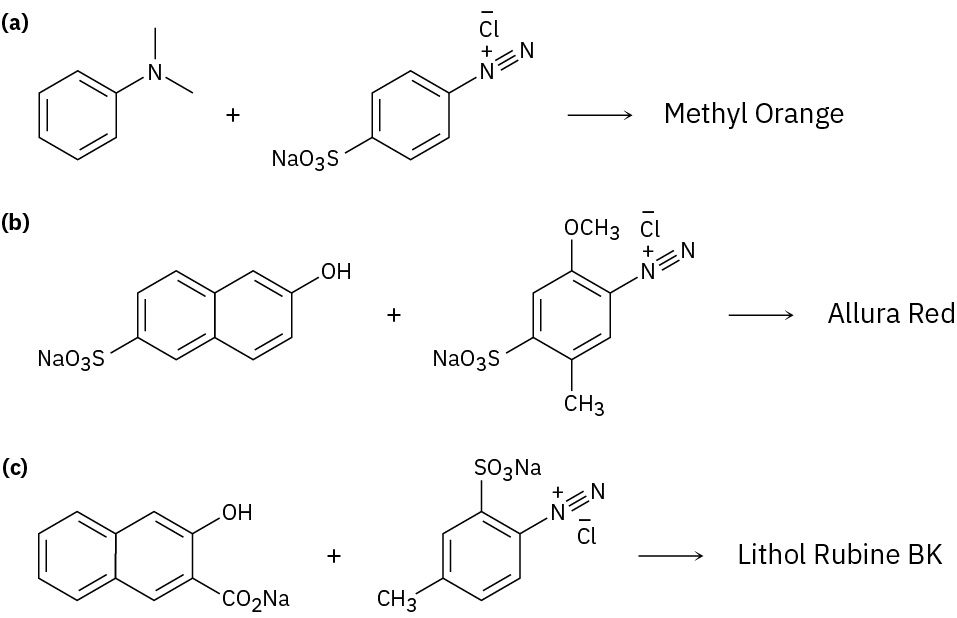 (a)
N
+
NaO₃S
Cl⁻
N⁺ N
Methyl Orange
(b)
OH
NaO₃S
+
OCH₃
Cl⁻
N⁺ N
NaO₃S
CH₃
Allura Red
(c)
OH
CO₂Na
+
SO₃Na
N⁺ N
Cl⁻
CH₃
Lithol Rubine BK